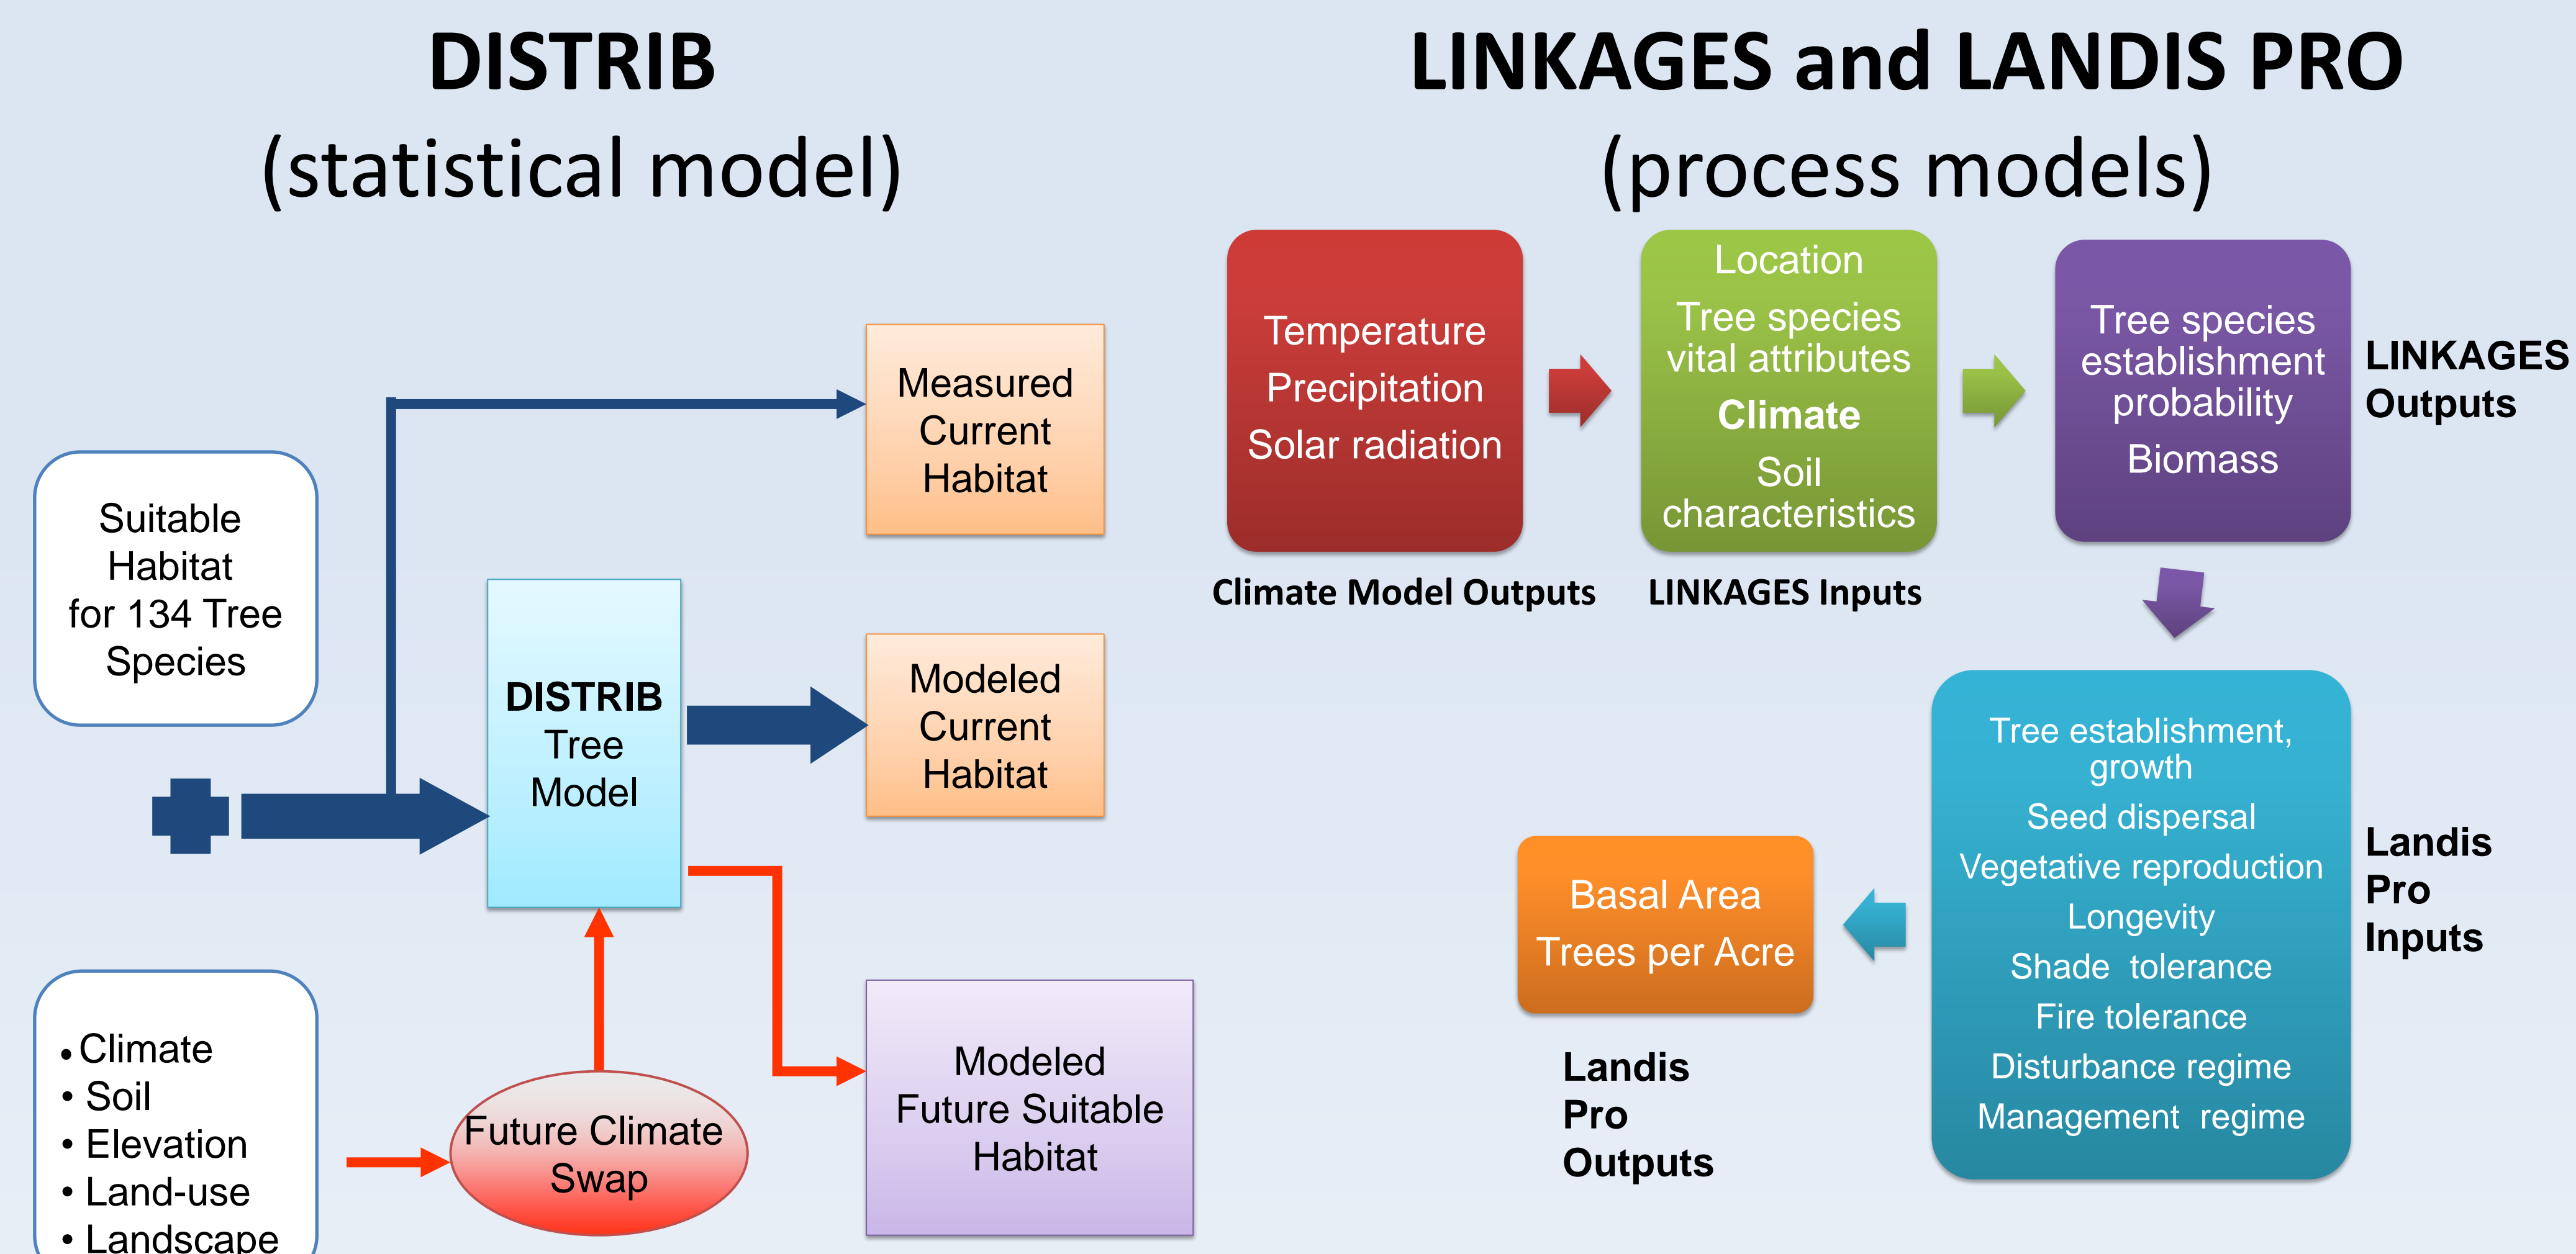 DISTRIB
(statistical model)
Suitable
Habitat
for 134 Tree
Species
• Climate
• Soil
• Elevation
• Land-use
• Landscape
DISTRIB
Tree
Model
Future Climate
Swap
Measured
Current
Habitat
Modeled
Current
Habitat
Modeled
Future Suitable
Habitat
LINKAGES and LANDIS PRO
(process models)
Temperature
Precipitation
Solar radiation
Climate Model Outputs
Location
Tree species
vital attributes
Climate
Soil
characteristics
LINKAGES Inputs
Tree species
establishment
probability
Biomass
LINKAGES
Outputs
Tree establishment,
growth
Seed dispersal
Vegetative reproduction
Longevity
Shade tolerance
Fire tolerance
Disturbance regime
Management regime
Landis
Pro
Inputs
Basal Area
Trees per Acre
Landis
Pro
Outputs